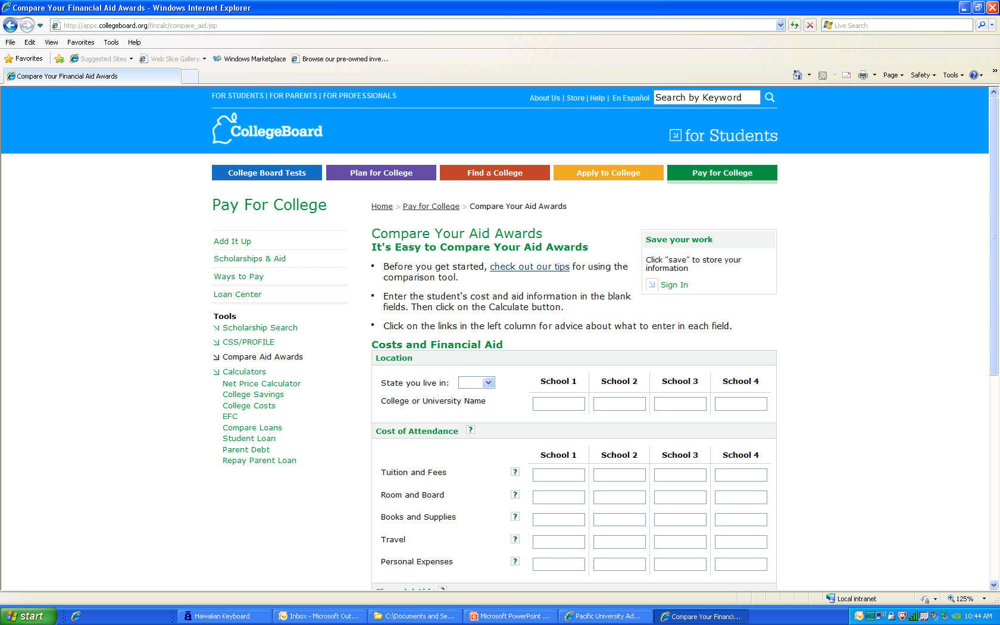 Compare Your Financial Aid Awards - Windows Internet Explorer
http://apps.collegeboard.org/fincalc/compare_aid.jsp
Live Search
File Edit View Favorites Tools Help
Favorites Suggested Sites Web Slice Gallery Windows Marketplace Browse our pre-owned inve...
Compare Your Financial Aid Awards
Page Safety Tools
FOR STUDENTS | FOR PARENTS | FOR PROFESSIONALS
About Us | Store | Help | En Español Search by Keyword
CollegeBoard
for Students
College Board Tests Plan for College Find a College Apply to College Pay for College
Pay For College
Add It Up
Scholarships & Aid
Ways to Pay
Loan Center
Tools
Scholarship Search
CSS/PROFILE
Compare Aid Awards
Calculators
Net Price Calculator
College Savings
College Costs
EFC
Compare Loans
Student Loan
Parent Debt
Repay Parent Loan
Home > Pay for College > Compare Your Aid Awards
Compare Your Aid Awards
It's Easy to Compare Your Aid Awards
Before you get started, check out our tips for using the
comparison tool.
Enter the student's cost and aid information in the blank
fields. Then click on the Calculate button.
Click on the links in the left column for advice about what to enter in each field.
Save your work
Click "save" to store your
information
Sign In
Costs and Financial Aid
Location
State you live in: School 1 School 2 School 3 School 4
College or University Name
Cost of Attendance ?
School 1 School 2 School 3 School 4
Tuition and Fees ?
Room and Board ?
Books and Supplies ?
Travel ?
Personal Expenses ?
Local intranet 125%
start Hawaiian Keyboard Inbox - Microsoft Out... C:\Documents and Se... Microsoft PowerPoint ... Pacific University Ad... Compare Your Financi... 10:44 AM